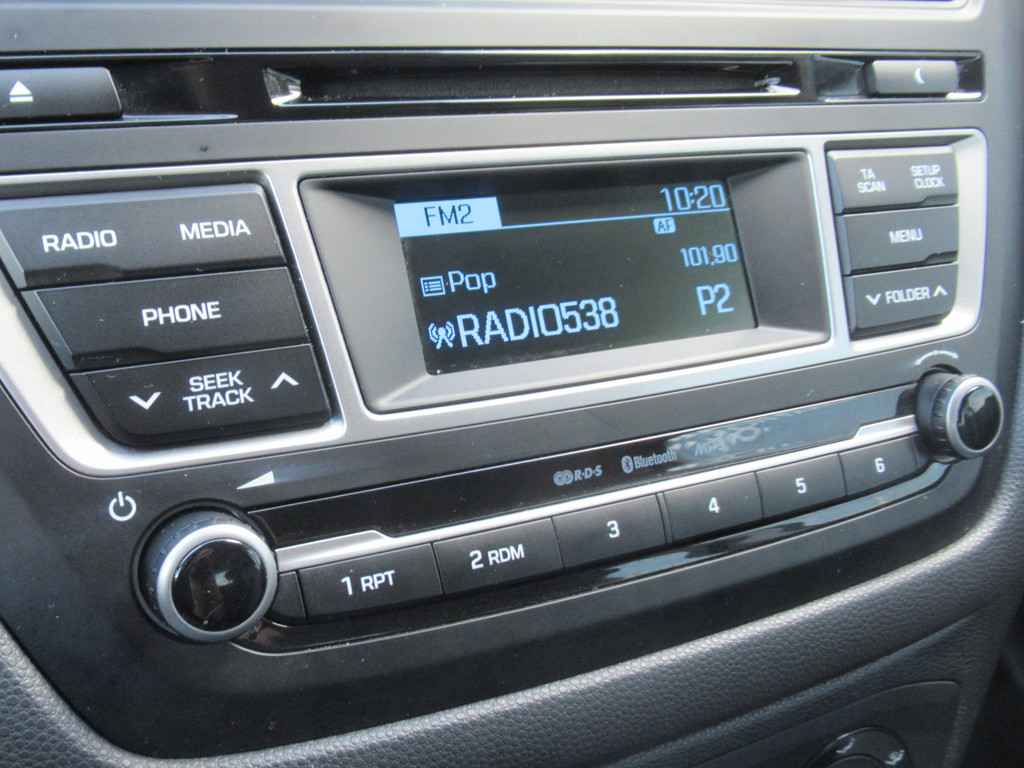 RADIO MEDIA
PHONE
SEEK
TRACK
FM2 10:20
AF
101,90
Pop
RADIO538 P2
TA
SCAN
SETUP
CLOCK
MENU
FOLDER
R·D·S Bluetooth
1 RPT 2 RDM 3 4 5 6